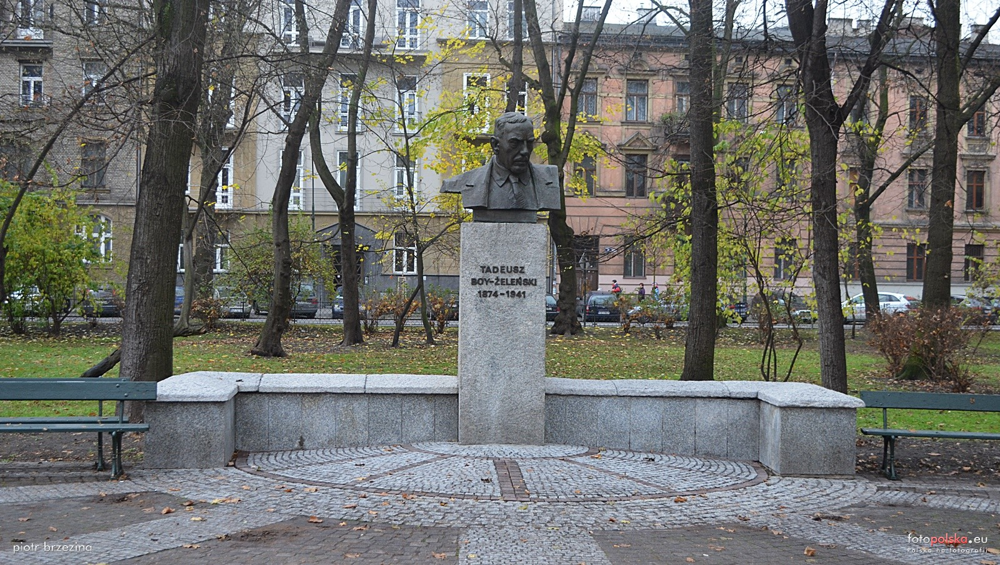 TADEUSZ
BOY-ŻELEŃSKI
1874-1941
piotr brzezina
fotopolska.eu
Polska na fotografii